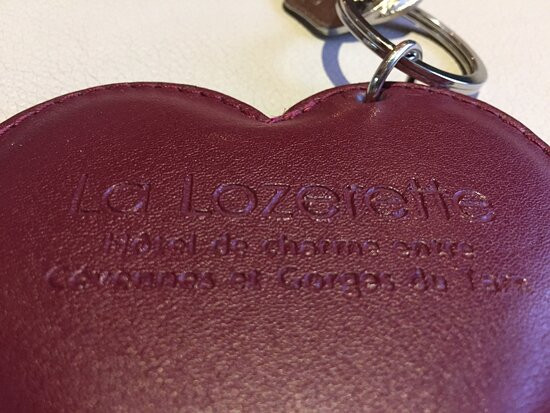 La Lozerette
Hôtel de charme entre
Cévennes et Gorges du Tarn